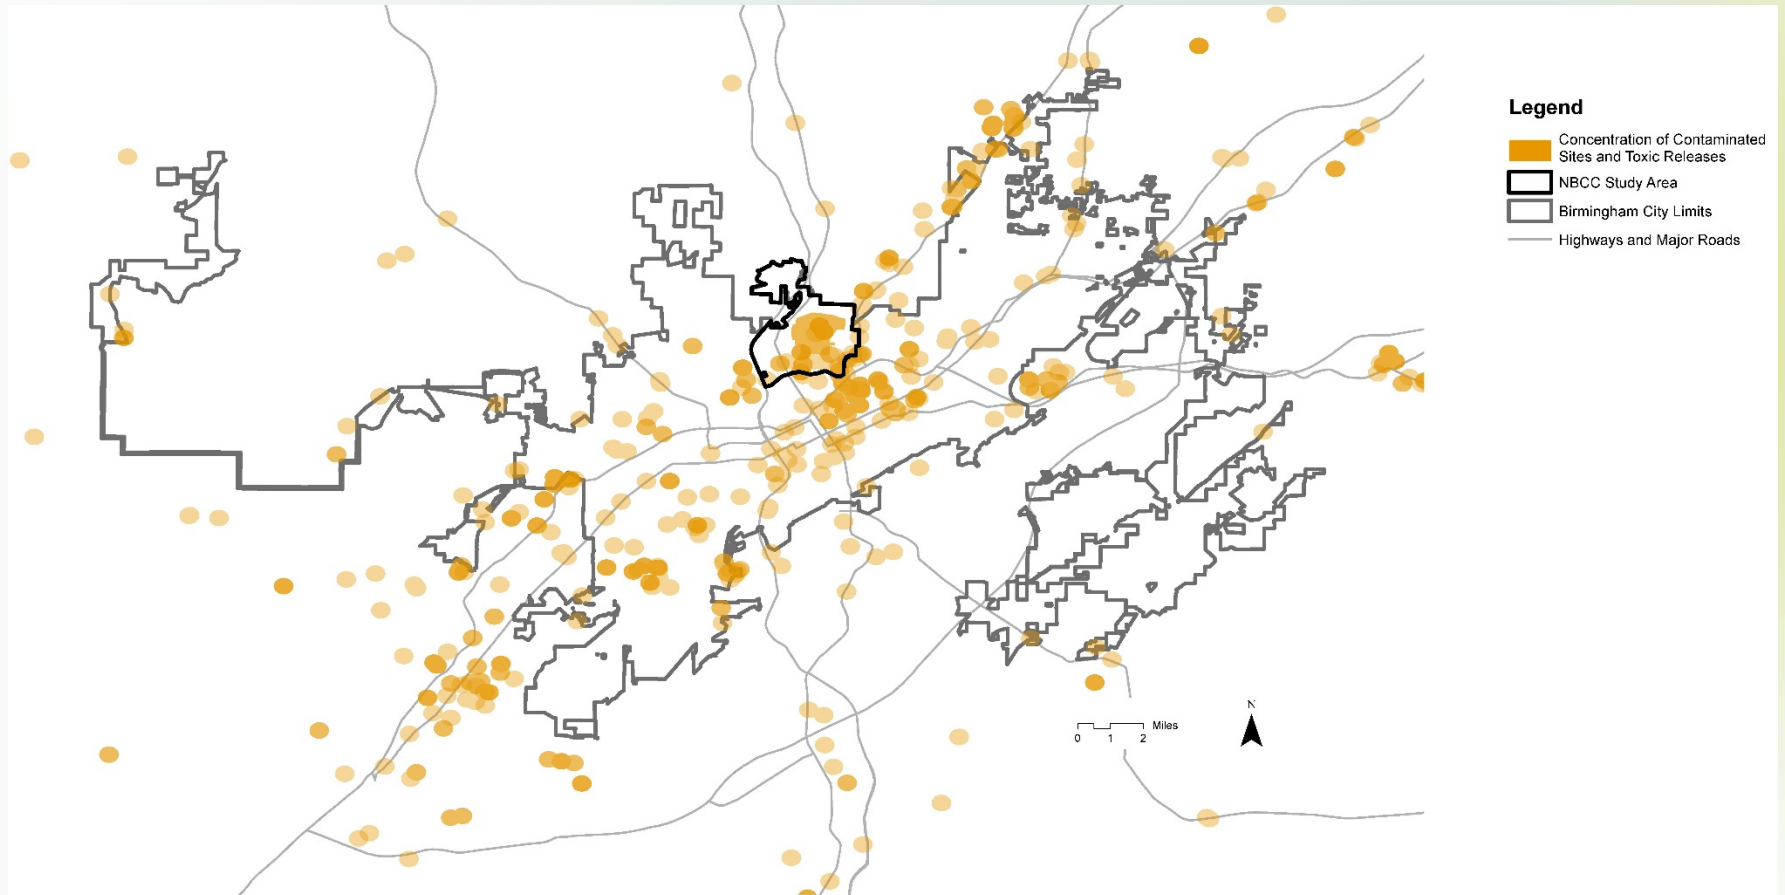 Legend
Concentration of Contaminated
Sites and Toxic Releases
NBCC Study Area
Birmingham City Limits
Highways and Major Roads
N
Miles
0 1 2